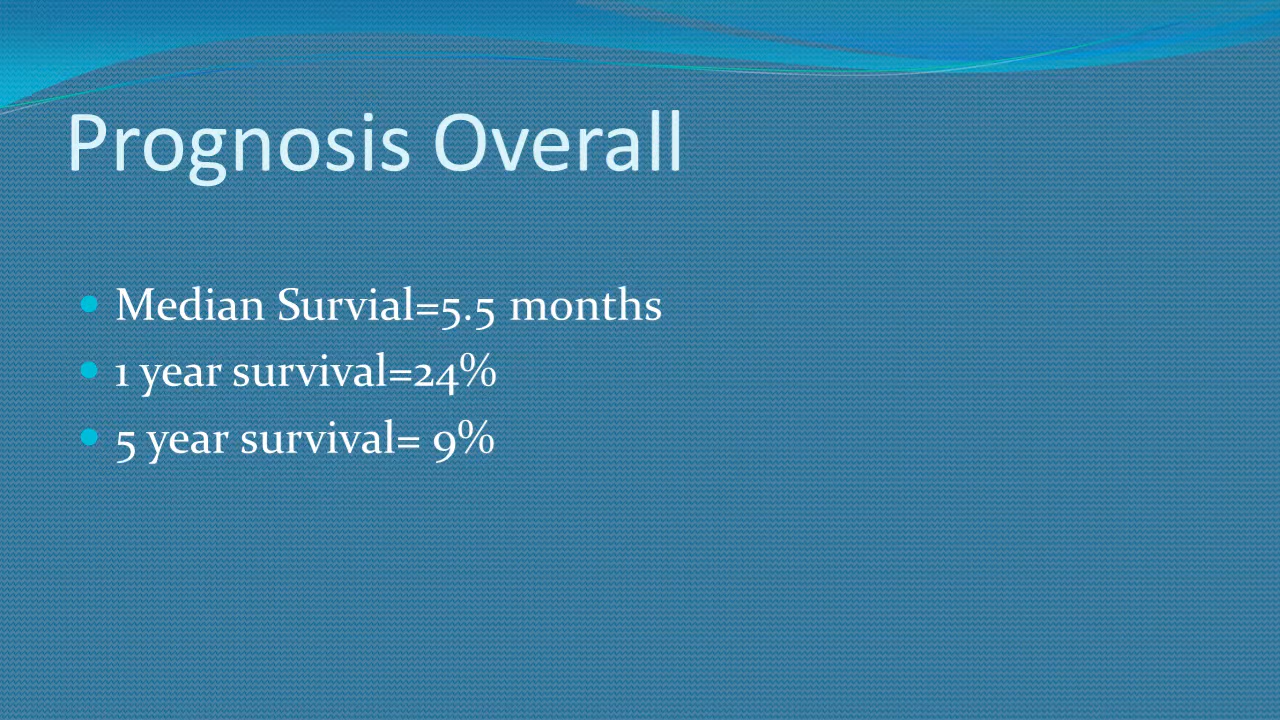 Prognosis Overall
Median Survial=5.5 months
1 year survival=24%
5 year survival= 9%